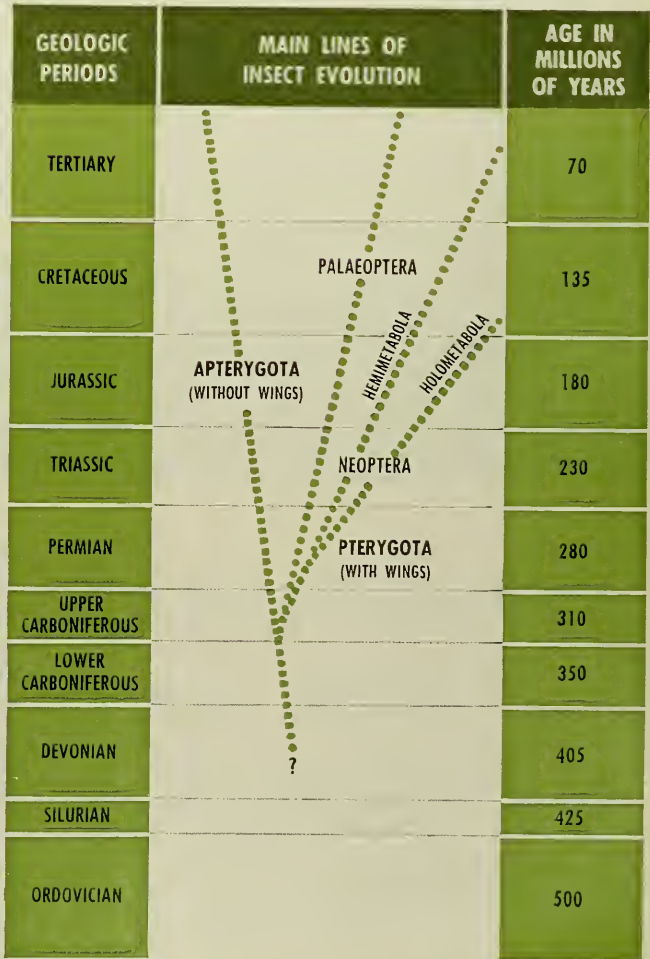 GEOLOGIC
PERIODS
MAIN LINES OF
INSECT EVOLUTION
AGE IN
MILLIONS
OF YEARS
TERTIARY
70
CRETACEOUS
PALAEOPTERA
135
HEMIMETABOLA
HOLOMETABOLA
JURASSIC
APTERYGOTA
(WITHOUT WINGS)
180
TRIASSIC
NEOPTERA
230
PERMIAN
PTERYGOTA
(WITH WINGS)
280
UPPER
CARBONIFEROUS
310
LOWER
CARBONIFEROUS
350
DEVONIAN
?
405
SILURIAN
425
ORDOVICIAN
500